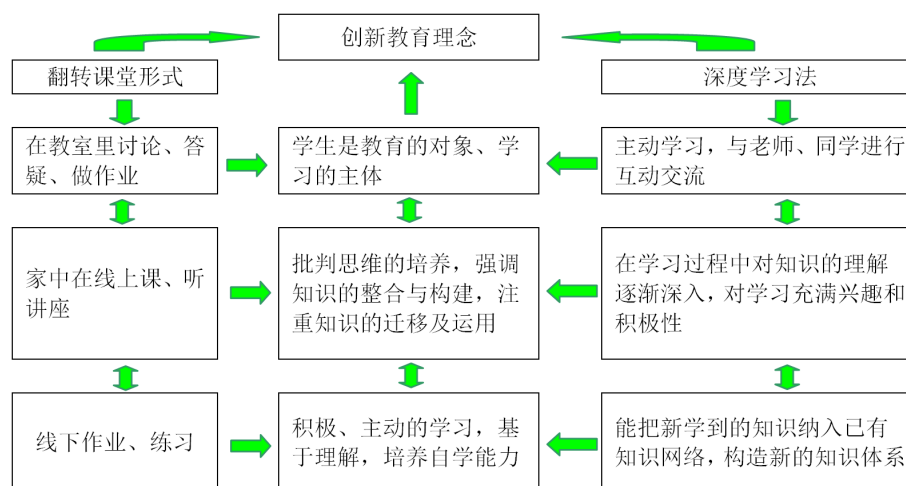 创新教育理念
翻转课堂形式
深度学习法
在教室里讨论、答
疑、做作业
学生是教育的对象、学
习的主体
主动学习，与老师、同学进行
互动交流
家中在线上课、听
讲座
批判思维的培养，强调
知识的整合与构建，注
重知识的迁移及运用
在学习过程中对知识的理解
逐渐深入，对学习充满兴趣和
积极性
线下作业、练习
积极、主动的学习，基
于理解，培养自学能力
能把新学到的知识纳入已有
知识网络，构造新的知识体系